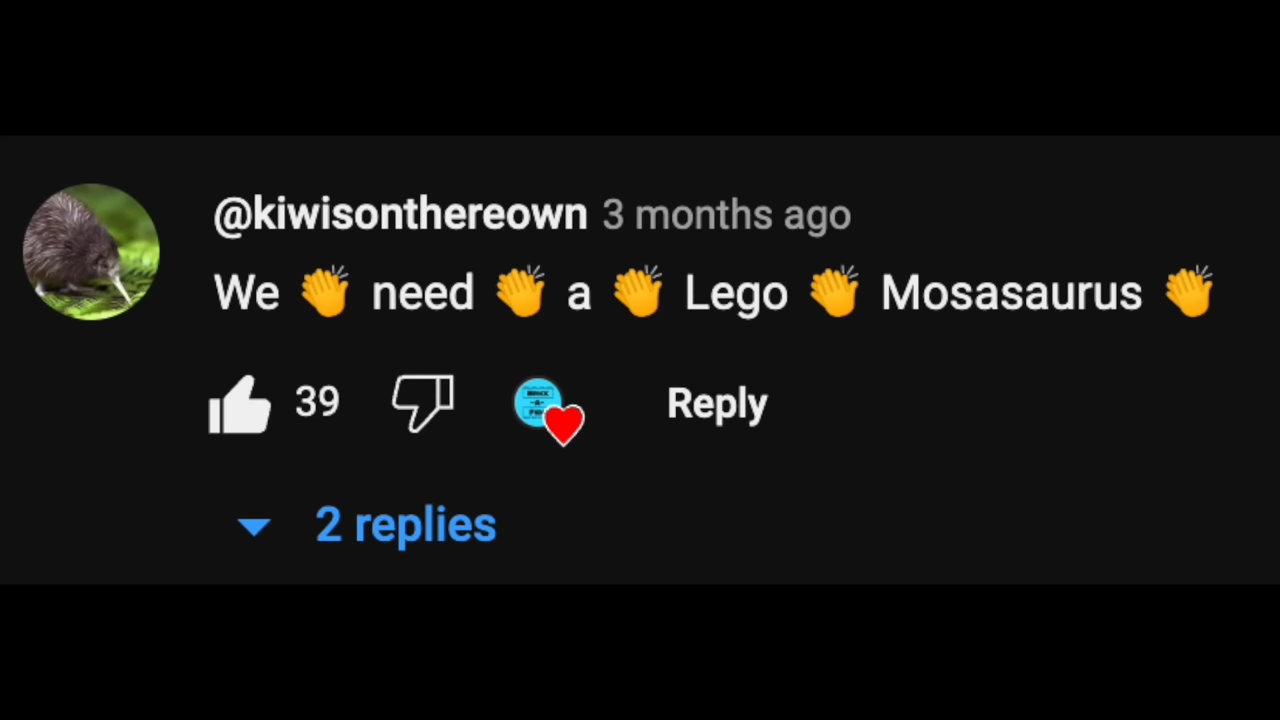 @kiwisonthereown 3 months ago
We 👏 need 👏 a 👏 Lego 👏 Mosasaurus 👏
39 Reply
2 replies